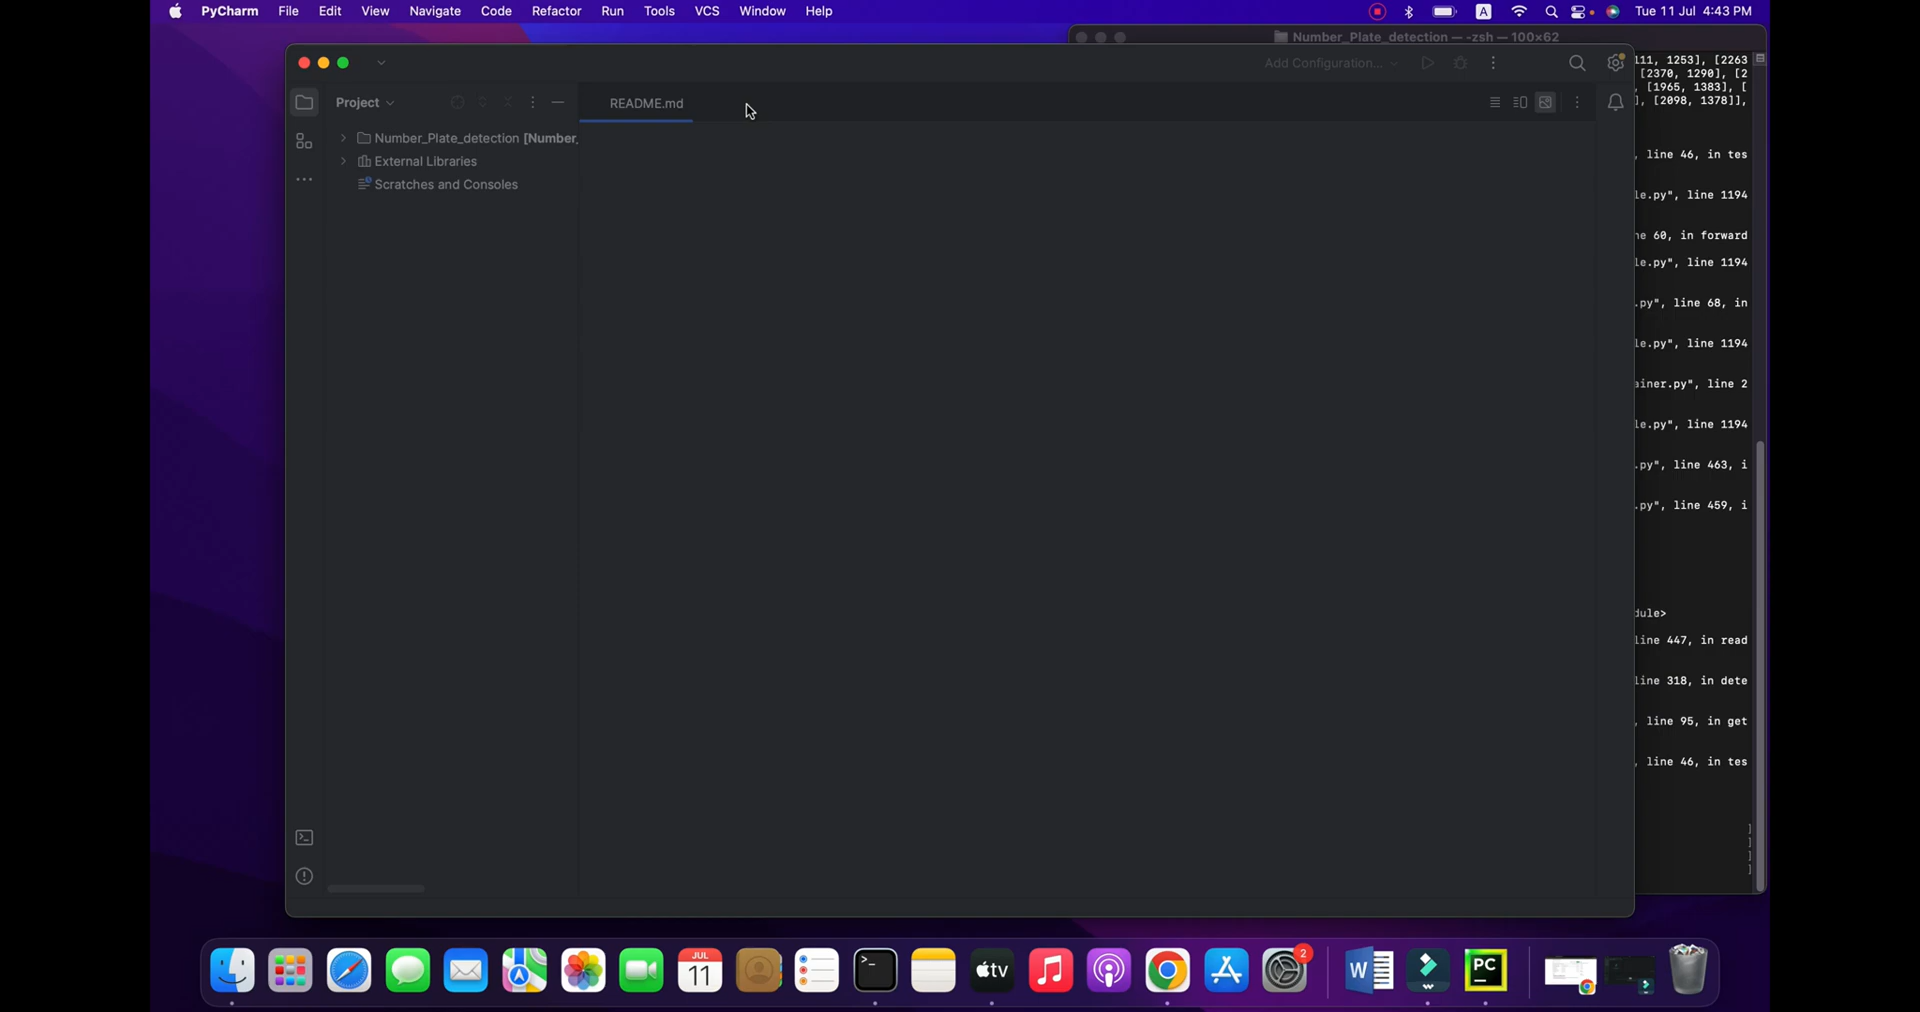 PyCharm File Edit View Navigate Code Refactor Run Tools VCS Window Help
A
Tue 11 Jul 4:43 PM
Number_Plate_detection — -zsh — 100×62
Add Configuration...
Project
README.md
Number_Plate_detection [Number_
External Libraries
Scratches and Consoles
111, 1253], [2263
[2370, 1290], [2
, [1965, 1383], [
], [2098, 1378]],
, line 46, in tes
le.py", line 1194
ne 60, in forward
le.py", line 1194
.py", line 68, in
le.py", line 1194
ainer.py", line 2
le.py", line 1194
.py", line 463, i
.py", line 459, i
dule>
line 447, in read
line 318, in dete
, line 95, in get
, line 46, in tes
]
]
]
]
JUL
11
>_
tv
2
W
PC